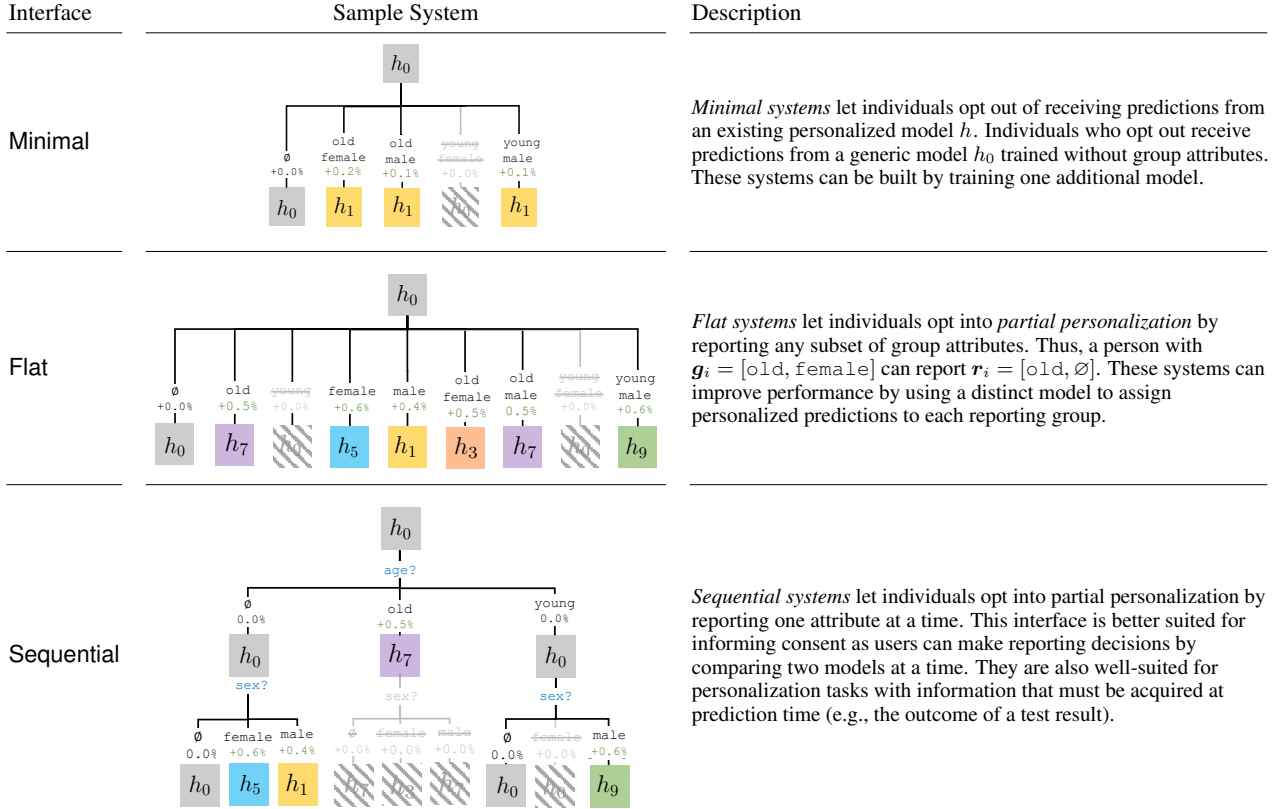 Interface Sample System Description
Minimal
h0
∅ +0.0% h0
old female +0.2% h1
old male +0.1% h1
young female +0.0% h0
young male +0.1% h1
Minimal systems let individuals opt out of receiving predictions from
an existing personalized model h. Individuals who opt out receive
predictions from a generic model h0 trained without group attributes.
These systems can be built by training one additional model.
Flat
h0
∅ +0.0% h0
old +0.5% h7
young +0.0% h0
female +0.6% h5
male +0.4% h1
old female +0.5% h3
old male 0.5% h7
young female +0.0% h0
young male +0.6% h9
Flat systems let individuals opt into partial personalization by
reporting any subset of group attributes. Thus, a person with
gi = [old, female] can report ri = [old, ∅]. These systems can
improve performance by using a distinct model to assign
personalized predictions to each reporting group.
Sequential
h0
age?
∅ 0.0% h0
old +0.5% h7
young 0.0% h0
sex? sex? sex?
∅ 0.0% h0
female +0.6% h5
male +0.4% h1
∅ +0.0% h7
female +0.0% h3
male +0.0% h7
∅ 0.0% h0
female +0.0% h0
male +0.6% h9
Sequential systems let individuals opt into partial personalization by
reporting one attribute at a time. This interface is better suited for
informing consent as users can make reporting decisions by
comparing two models at a time. They are also well-suited for
personalization tasks with information that must be acquired at
prediction time (e.g., the outcome of a test result).